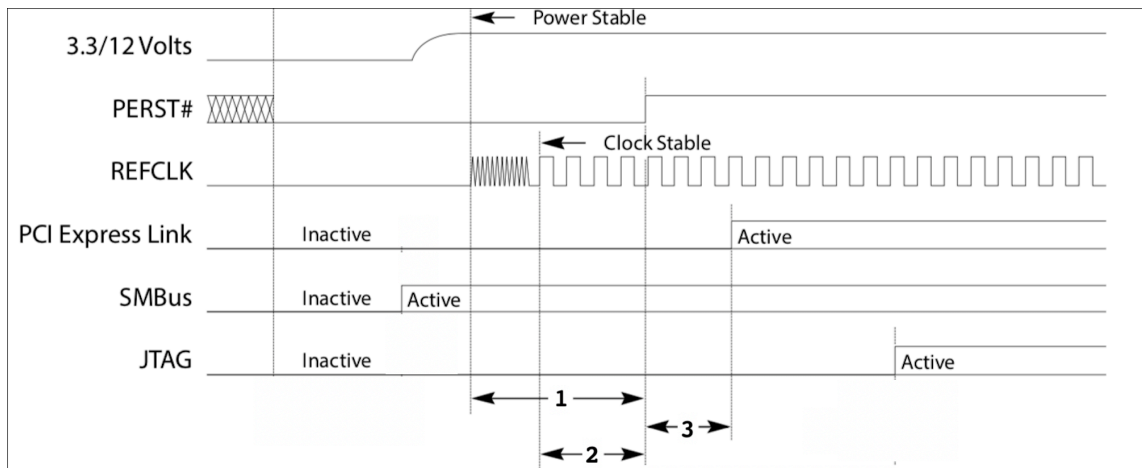 Power Stable
3.3/12 Volts
PERST#
Clock Stable
REFCLK
PCI Express Link
Inactive
Active
SMBus
Inactive
Active
JTAG
Inactive
Active
1
3
2